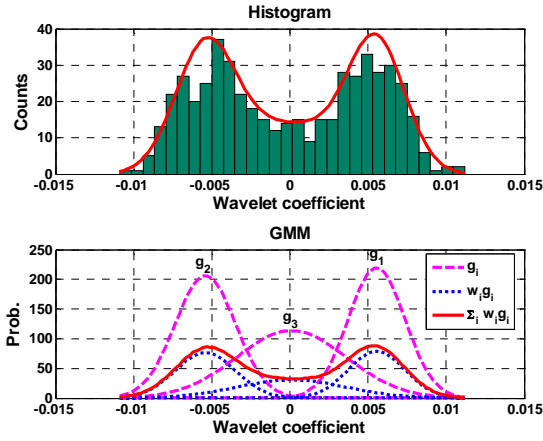 Histogram
40
30
20
10
0
Counts
-0.015 -0.01 -0.005 0 0.005 0.01 0.015
Wavelet coefficient
GMM
250
200
150
100
50
0
Prob.
g2
g1
g3
gi
wigi
Σi wigi
-0.015 -0.01 -0.005 0 0.005 0.01 0.015
Wavelet coefficient